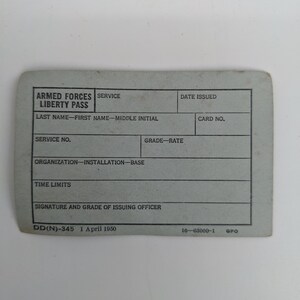 ARMED FORCES
LIBERTY PASS
SERVICE
DATE ISSUED
LAST NAME—FIRST NAME—MIDDLE INITIAL
CARD NO.
SERVICE NO.
GRADE—RATE
ORGANIZATION—INSTALLATION—BASE
TIME LIMITS
SIGNATURE AND GRADE OF ISSUING OFFICER
DD(N)-345 1 April 1950
GPO